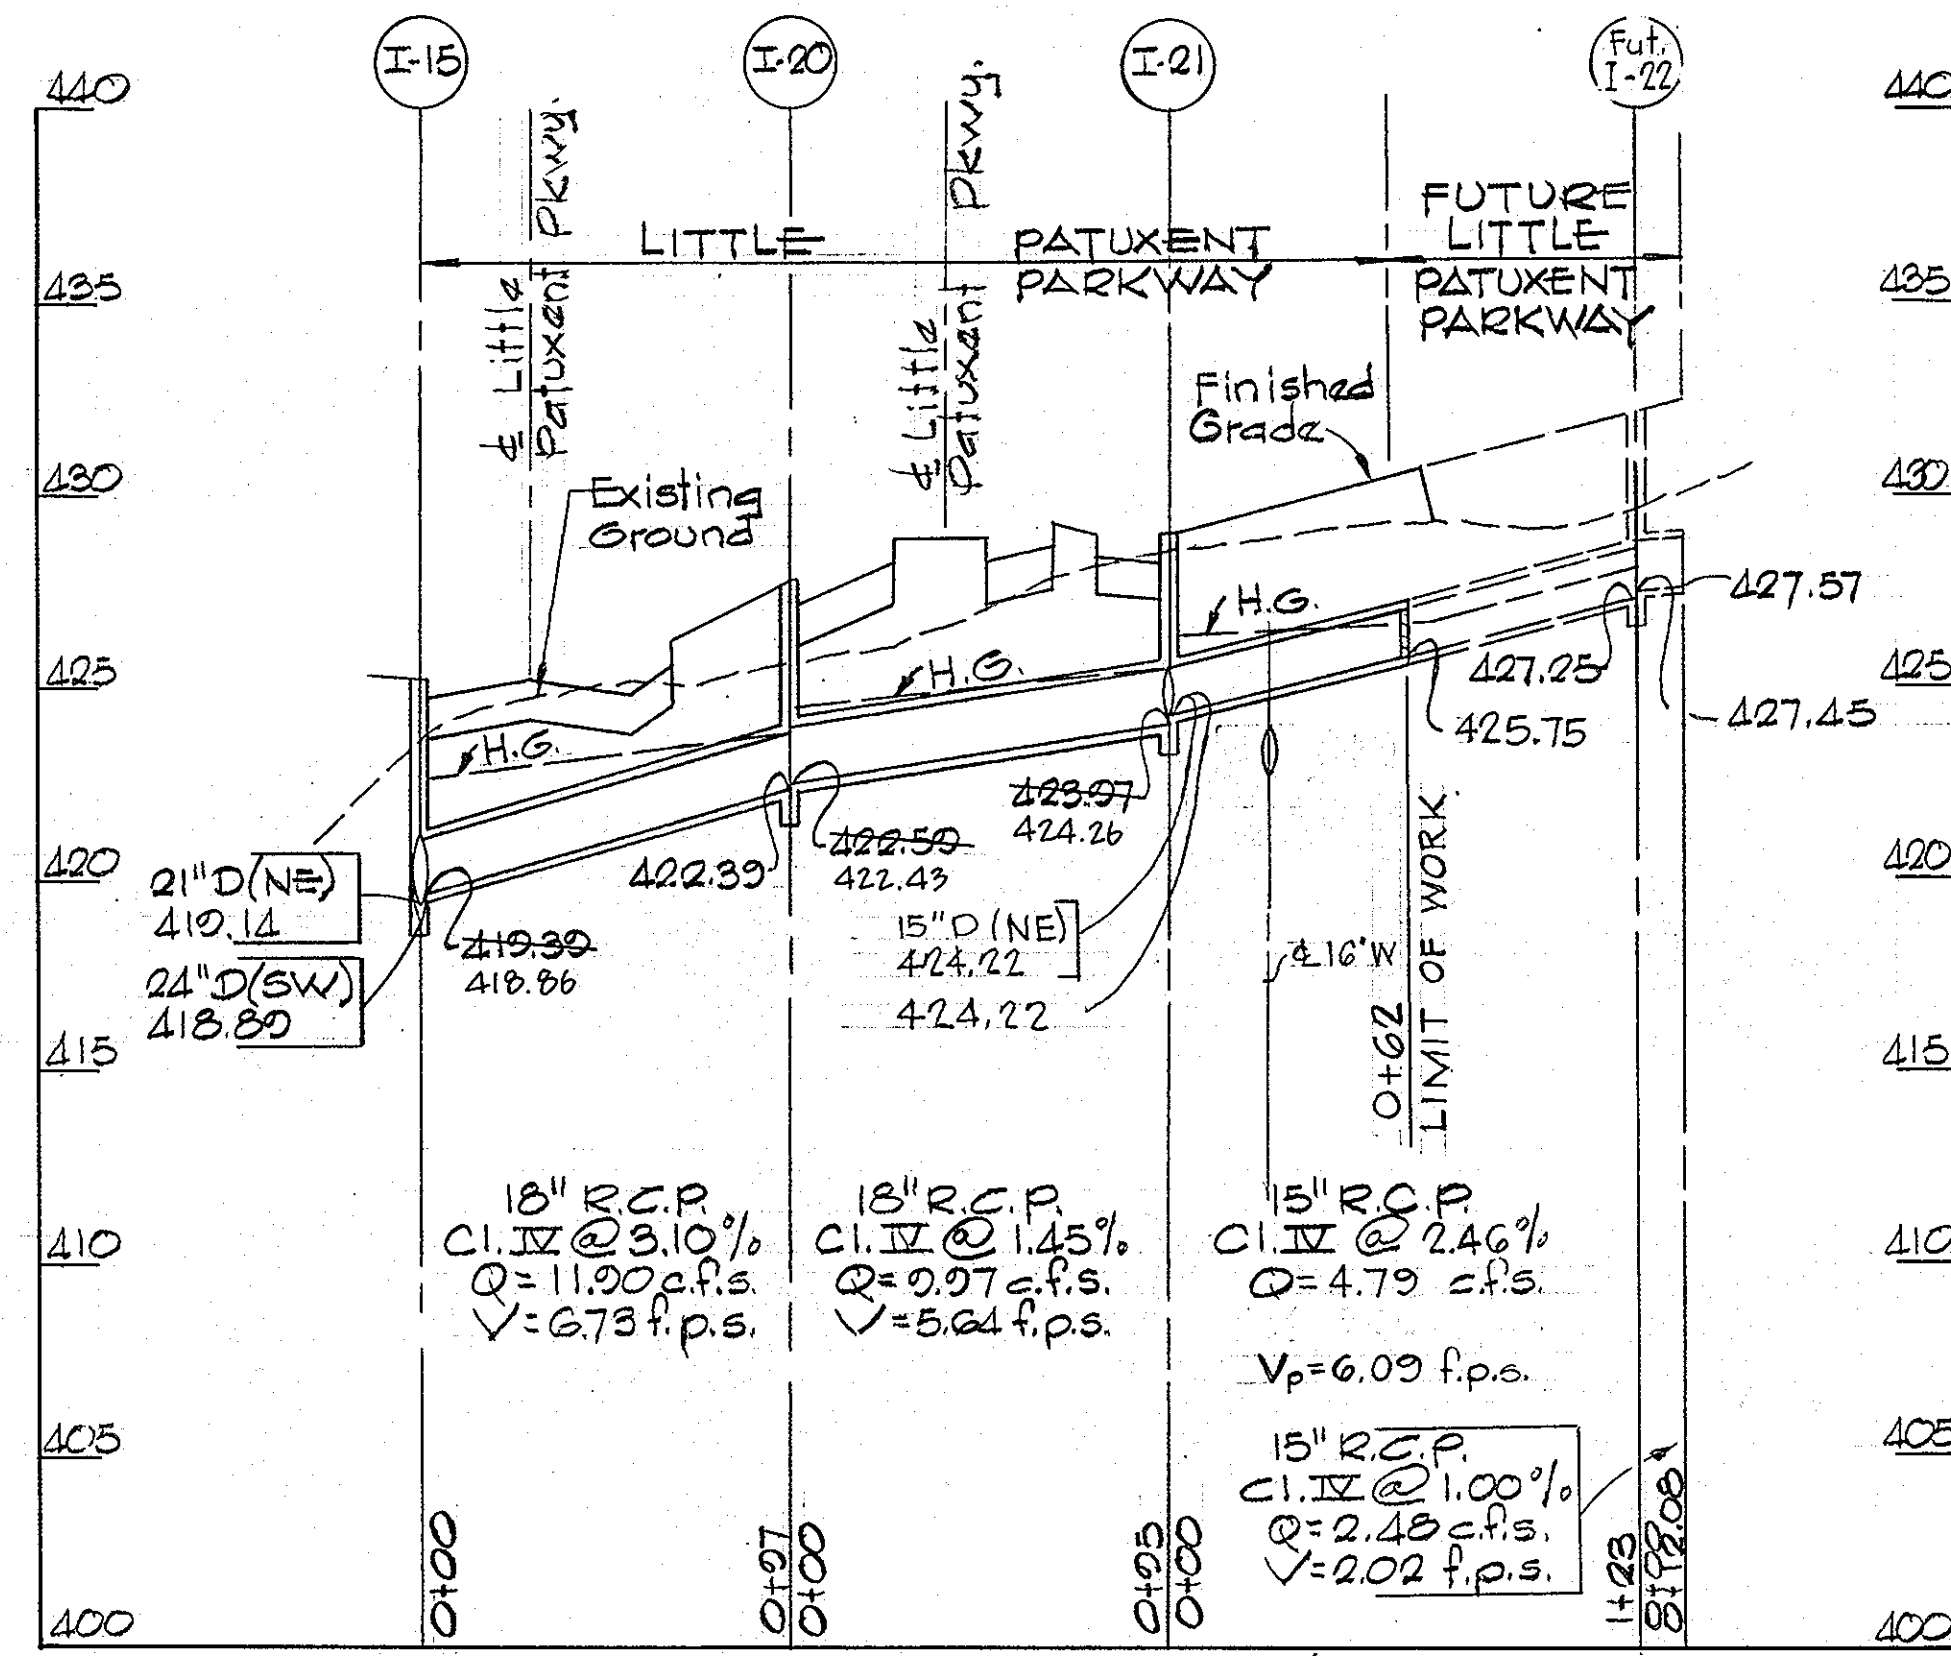 I-15
I-20
I-21
Fut.
I-22
440
440
435
435
430
430
425
425
420
420
415
415
410
410
405
405
400
400
LITTLE PATUXENT
PARKWAY
FUTURE
LITTLE
PATUXENT
PARKWAY
℄ Little
Patuxent Pkwy.
℄ Little
Patuxent Pkwy.
Existing
Ground
Finished
Grade
H.G.
H.G.
H.G.
21"D(NE)
419.14
24"D(SW)
418.89
419.39
418.86
422.39
422.59
422.43
423.97
424.26
15"D (NE)
424.22
424.22
℄ 16"W
425.75
427.25
427.57
427.45
0+62
LIMIT OF WORK
18" R.C.P.
Cl. IV @ 3.10%
Q = 11.90 c.f.s.
V = 6.73 f.p.s.
18" R.C.P.
Cl. IV @ 1.45%
Q = 9.97 c.f.s.
V = 5.64 f.p.s.
15" R.C.P.
Cl. IV @ 2.46%
Q = 4.79 c.f.s.
Vp = 6.09 f.p.s.
15" R.C.P.
Cl. IV @ 1.00%
Q = 2.48 c.f.s.
V = 2.02 f.p.s.
0+00
0+97
0+00
0+95
0+00
1+23
0+12.08